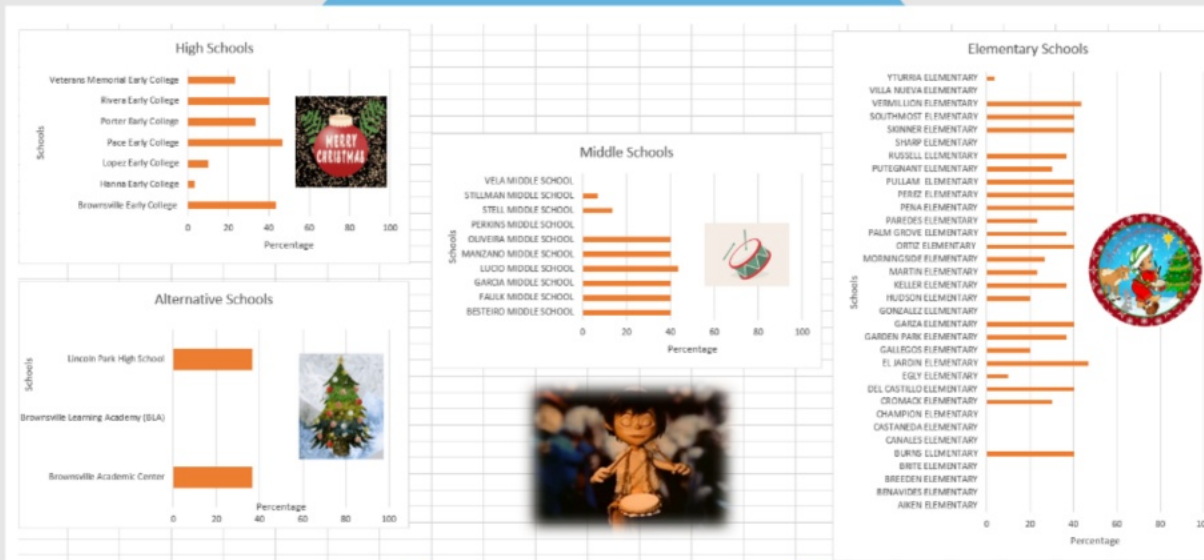 High Schools
Schools
Veterans Memorial Early College
Rivera Early College
Porter Early College
Pace Early College
Lopez Early College
Hanna Early College
Brownsville Early College
0 20 40 60 80 100
Percentage
MERRY
CHRISTMAS
Alternative Schools
Schools
Lincoln Park High School
Brownsville Learning Academy (BLA)
Brownsville Academic Center
Percentage
0 20 40 60 80 100
Middle Schools
Schools
VELA MIDDLE SCHOOL
STILLMAN MIDDLE SCHOOL
STELL MIDDLE SCHOOL
PERKINS MIDDLE SCHOOL
OLIVEIRA MIDDLE SCHOOL
MANZANO MIDDLE SCHOOL
LUCIO MIDDLE SCHOOL
GARCIA MIDDLE SCHOOL
FAULK MIDDLE SCHOOL
BESTEIRO MIDDLE SCHOOL
0 20 40 60 80 100
Percentage
Elementary Schools
Schools
YTURRIA ELEMENTARY
VILLA NUEVA ELEMENTARY
VERMILLION ELEMENTARY
SOUTHMOST ELEMENTARY
SKINNER ELEMENTARY
SHARP ELEMENTARY
RUSSELL ELEMENTARY
PUTEGNANT ELEMENTARY
PULLAM ELEMENTARY
PEREZ ELEMENTARY
PENA ELEMENTARY
PAREDES ELEMENTARY
PALM GROVE ELEMENTARY
ORTIZ ELEMENTARY
MORNINGSIDE ELEMENTARY
MARTIN ELEMENTARY
KELLER ELEMENTARY
HUDSON ELEMENTARY
GONZALEZ ELEMENTARY
GARZA ELEMENTARY
GARDEN PARK ELEMENTARY
GALLEGOS ELEMENTARY
EL JARDIN ELEMENTARY
EGLY ELEMENTARY
DEL CASTILLO ELEMENTARY
CROMACK ELEMENTARY
CHAMPION ELEMENTARY
CASTANEDA ELEMENTARY
CANALES ELEMENTARY
BURNS ELEMENTARY
BRITE ELEMENTARY
BREEDEN ELEMENTARY
BENAVIDES ELEMENTARY
AIKEN ELEMENTARY
0 20 40 60 80
Percentage